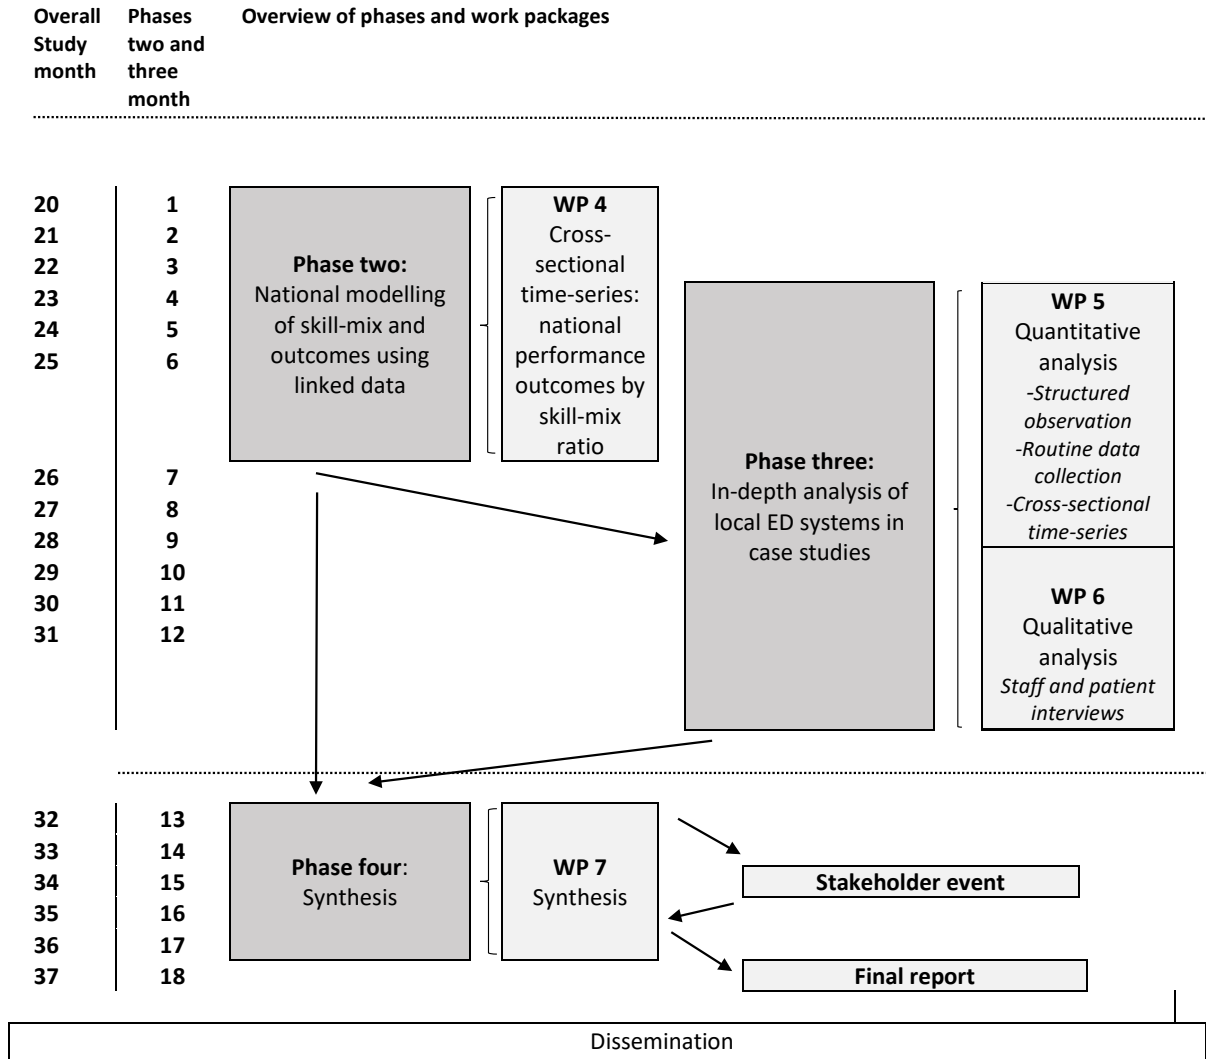 Overall Study month
Phases two and three month
Overview of phases and work packages
20 1
21 2
22 3
23 4
24 5
25 6
26 7
27 8
28 9
29 10
30 11
31 12
Phase two:
National modelling
of skill-mix and
outcomes using
linked data
WP 4
Cross-
sectional
time-series:
national
performance
outcomes by
skill-mix
ratio
Phase three:
In-depth analysis of
local ED systems in
case studies
WP 5
Quantitative
analysis
-Structured
observation
-Routine data
collection
-Cross-sectional
time-series
WP 6
Qualitative
analysis
Staff and patient
interviews
32 13
33 14
34 15
35 16
36 17
37 18
Phase four:
Synthesis
WP 7
Synthesis
Stakeholder event
Final report
Dissemination